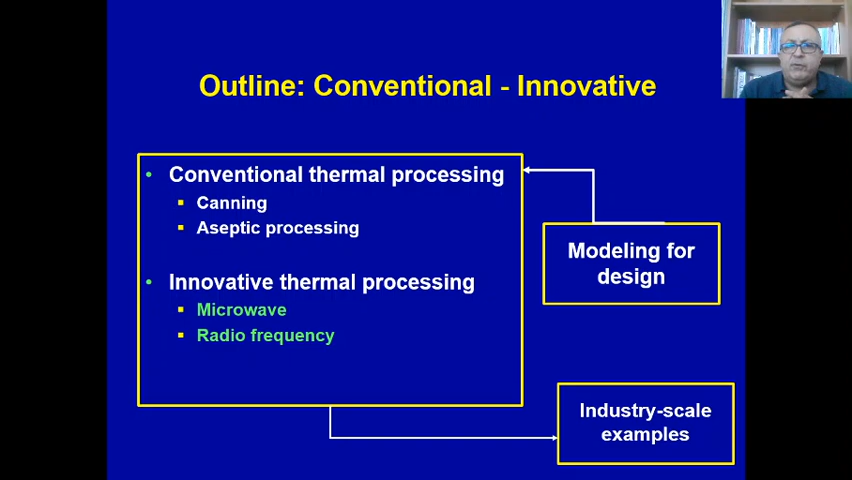 Outline: Conventional - Innovative
• Conventional thermal processing
▪ Canning
▪ Aseptic processing
• Innovative thermal processing
▪ Microwave
▪ Radio frequency
Modeling for
design
Industry-scale
examples